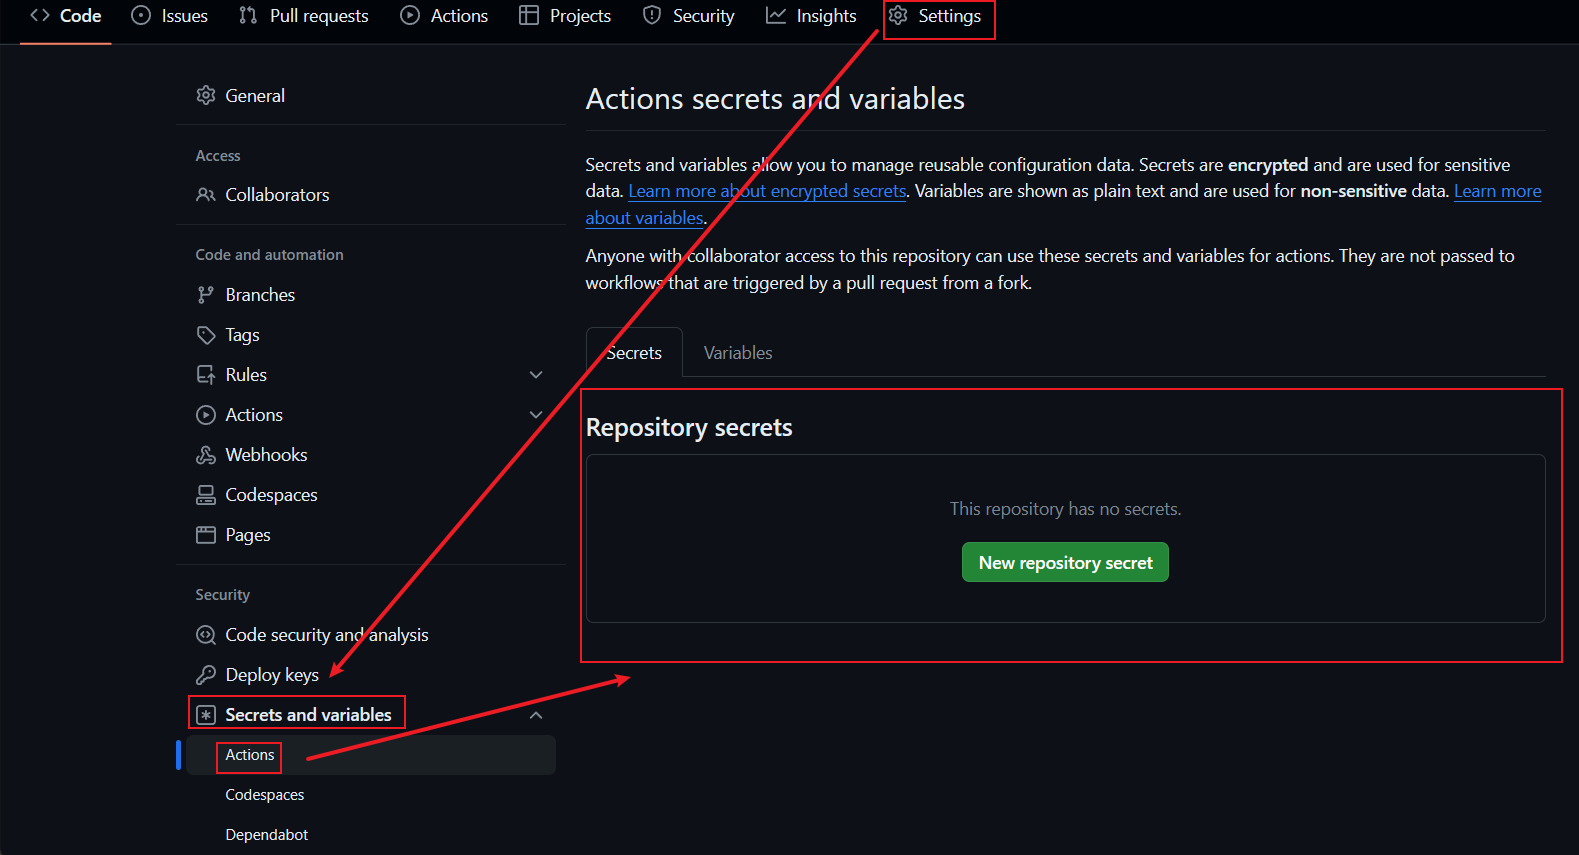 Code Issues Pull requests Actions Projects Security Insights Settings
General
Access
Collaborators
Code and automation
Branches
Tags
Rules
Actions
Webhooks
Codespaces
Pages
Security
Code security and analysis
Deploy keys
Secrets and variables
Actions
Codespaces
Dependabot
Actions secrets and variables
Secrets and variables allow you to manage reusable configuration data. Secrets are encrypted and are used for sensitive
data. Learn more about encrypted secrets. Variables are shown as plain text and are used for non-sensitive data. Learn more
about variables.
Anyone with collaborator access to this repository can use these secrets and variables for actions. They are not passed to
workflows that are triggered by a pull request from a fork.
Secrets Variables
Repository secrets
This repository has no secrets.
New repository secret